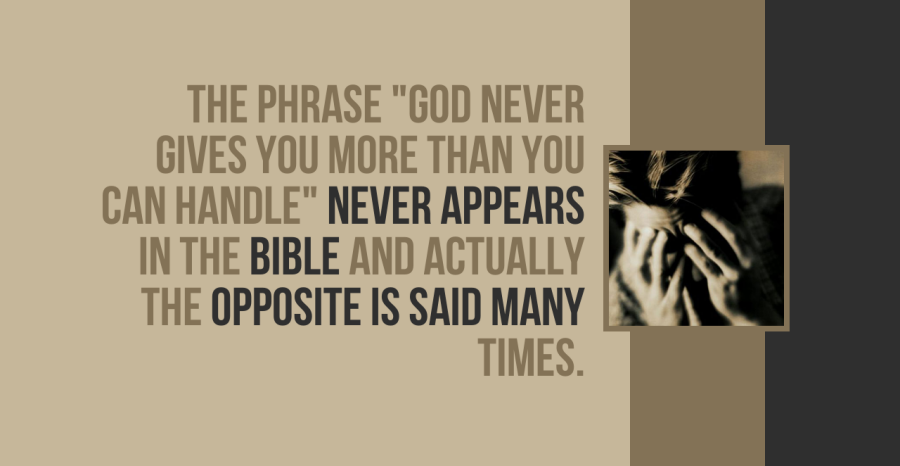 THE PHRASE "GOD NEVER
GIVES YOU MORE THAN YOU
CAN HANDLE" NEVER APPEARS
IN THE BIBLE AND ACTUALLY
THE OPPOSITE IS SAID MANY
TIMES.